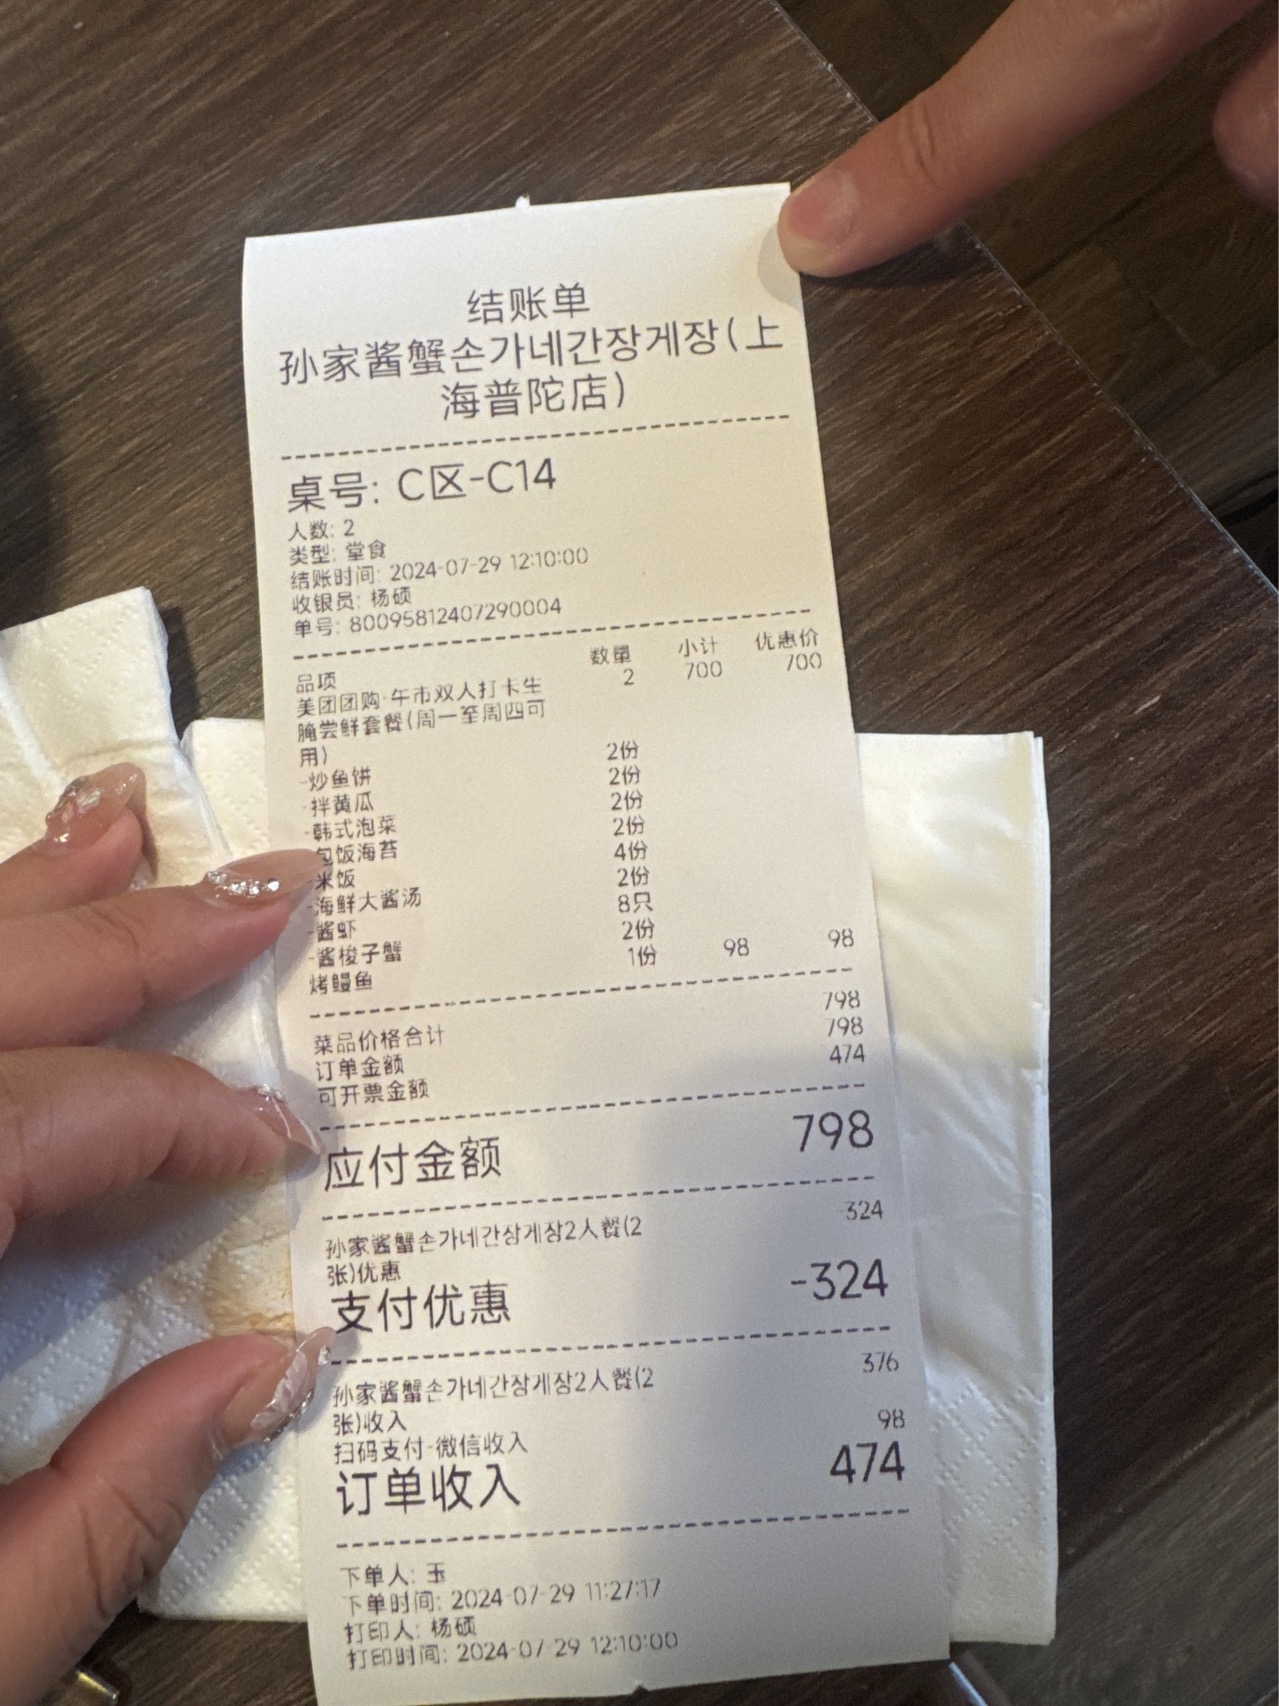 结账单
孙家酱蟹손가네간장게장(上
海普陀店)
桌号: C区-C14
人数: 2
类型: 堂食
结账时间: 2024-07-29 12:10:00
收银员: 杨硕
单号: 80095812407290004
品项 数量 小计 优惠价
美团团购-午市双人打卡生 2 700 700
腌尝鲜套餐(周一至周四可
用)
-炒鱼饼 2份
-拌黄瓜 2份
-韩式泡菜 2份
包饭海苔 2份
米饭 4份
-海鲜大酱汤 2份
-酱虾 8只
-酱梭子蟹 2份
烤鳗鱼 1份 98 98
菜品价格合计 798
订单金额 798
可开票金额 474
应付金额 798
孙家酱蟹손가네간장게장2人餐(2 -324
张)优惠
支付优惠 -324
孙家酱蟹손가네간장게장2人餐(2 376
张)收入
扫码支付-微信收入 98
订单收入 474
下单人: 玉
下单时间: 2024-07-29 11:27:17
打印人: 杨硕
打印时间: 2024-07-29 12:10:00